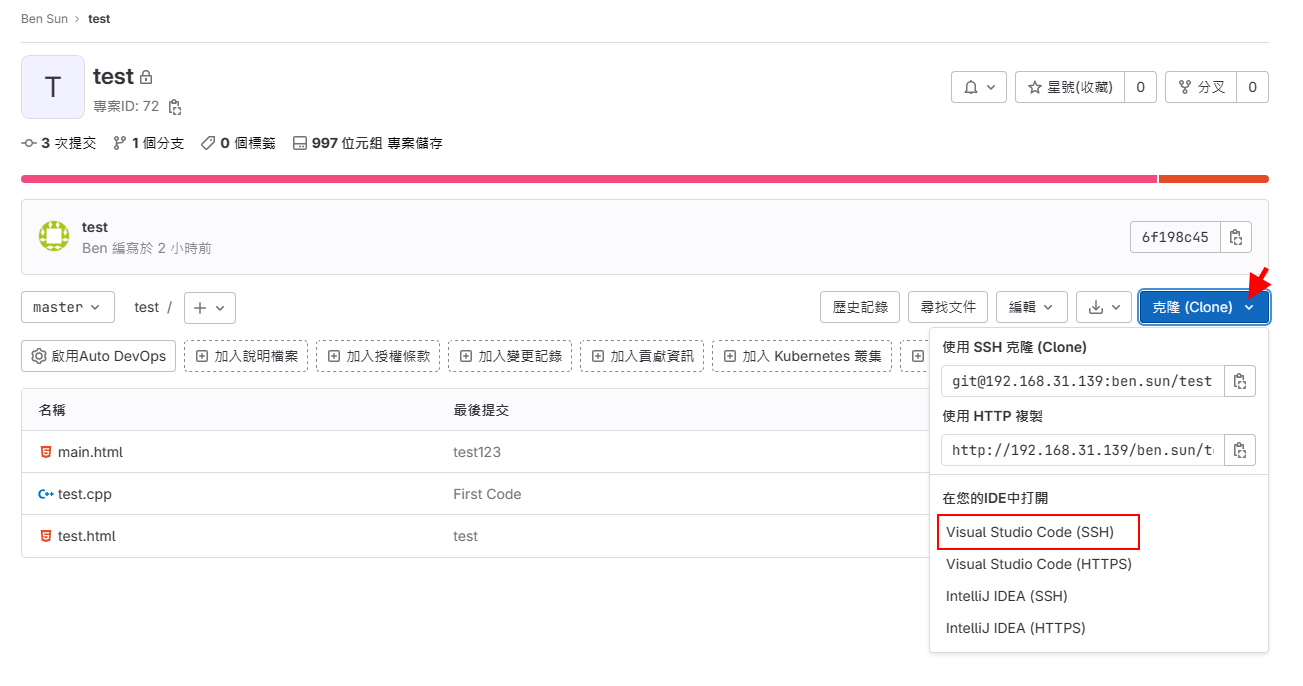 Ben Sun › test
T
test
專案ID: 72
星號(收藏) 0
分叉 0
3 次提交 1 個分支 0 個標籤 997 位元組 專案儲存
test
Ben 編寫於 2 小時前
6f198c45
master test / +
歷史記錄 尋找文件 編輯 克隆 (Clone)
啟用Auto DevOps 加入說明檔案 加入授權條款 加入變更記錄 加入貢獻資訊 加入 Kubernetes 叢集
名稱 最後提交
main.html test123
test.cpp First Code
test.html test
使用 SSH 克隆 (Clone)
git@192.168.31.139:ben.sun/test
使用 HTTP 複製
http://192.168.31.139/ben.sun/t
在您的IDE中打開
Visual Studio Code (SSH)
Visual Studio Code (HTTPS)
IntelliJ IDEA (SSH)
IntelliJ IDEA (HTTPS)